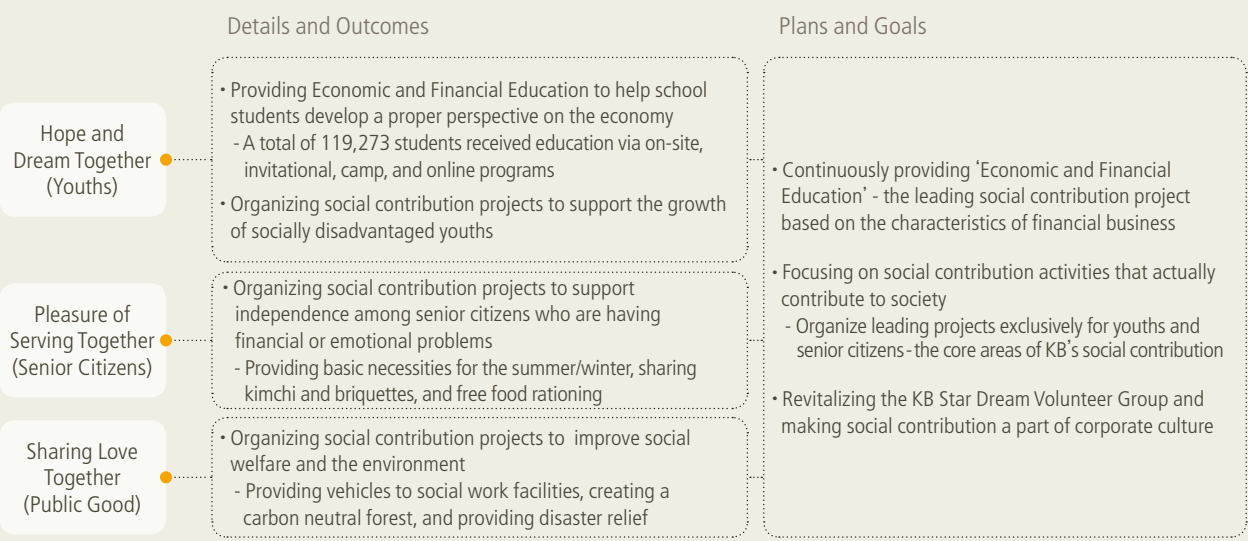 Details and Outcomes
Plans and Goals
Hope and
Dream Together
(Youths)
• Providing Economic and Financial Education to help school
students develop a proper perspective on the economy
- A total of 119,273 students received education via on-site,
invitational, camp, and online programs
• Organizing social contribution projects to support the growth
of socially disadvantaged youths
Pleasure of
Serving Together
(Senior Citizens)
• Organizing social contribution projects to support
independence among senior citizens who are having
financial or emotional problems
- Providing basic necessities for the summer/winter, sharing
kimchi and briquettes, and free food rationing
Sharing Love
Together
(Public Good)
• Organizing social contribution projects to improve social
welfare and the environment
- Providing vehicles to social work facilities, creating a
carbon neutral forest, and providing disaster relief
• Continuously providing ‘Economic and Financial
Education’ - the leading social contribution project
based on the characteristics of financial business
• Focusing on social contribution activities that actually
contribute to society
- Organize leading projects exclusively for youths and
senior citizens - the core areas of KB’s social contribution
• Revitalizing the KB Star Dream Volunteer Group and
making social contribution a part of corporate culture